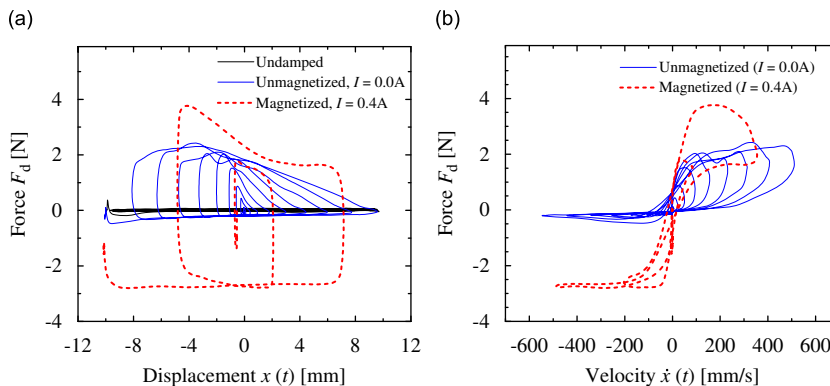 (a)
Undamped
Unmagnetized, I = 0.0A
Magnetized, I = 0.4A
Force Fd [N]
4
2
0
-2
-4
-12 -8 -4 0 4 8 12
Displacement x (t) [mm]
(b)
Unmagnetized (I = 0.0A)
Magnetized (I = 0.4A)
Force Fd [N]
4
2
0
-2
-4
-600 -400 -200 0 200 400 600
Velocity ẋ (t) [mm/s]